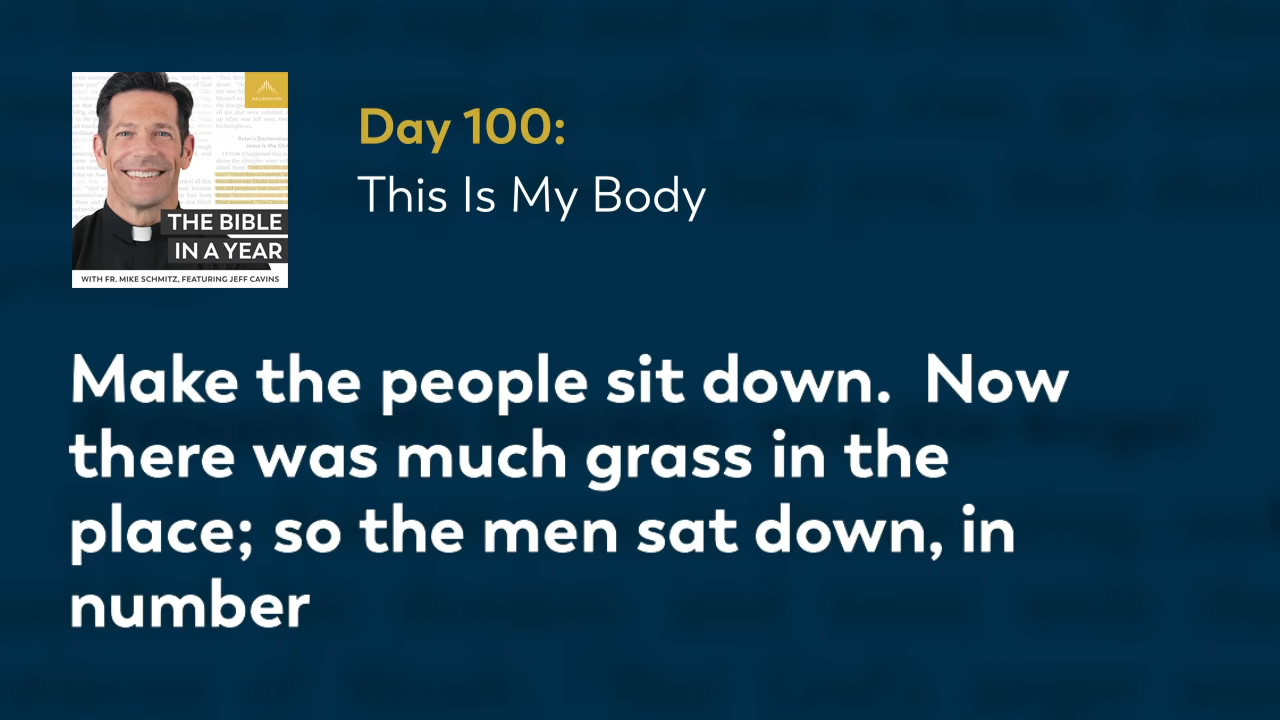 ASCENSION
Day 100:
This Is My Body
THE BIBLE
IN A YEAR
WITH FR. MIKE SCHMITZ, FEATURING JEFF CAVINS
Make the people sit down.  Now
there was much grass in the
place; so the men sat down, in
number